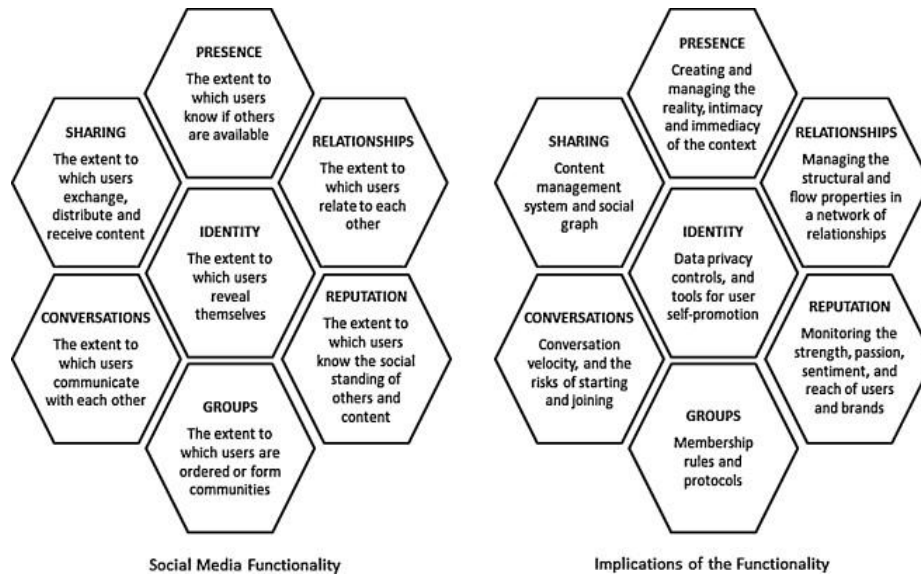 PRESENCE
The extent to
which users
know if others
are available
SHARING
The extent to
which users
exchange,
distribute and
receive content
RELATIONSHIPS
The extent to
which users
relate to each
other
IDENTITY
The extent to
which users
reveal
themselves
CONVERSATIONS
The extent to
which users
communicate
with each other
REPUTATION
The extent to
which users
know the social
standing of
others and
content
GROUPS
The extent to
which users are
ordered or form
communities
Social Media Functionality
PRESENCE
Creating and
managing the
reality, intimacy
and immediacy
of the context
SHARING
Content
management
system and social
graph
RELATIONSHIPS
Managing the
structural and
flow properties in
a network of
relationships
IDENTITY
Data privacy
controls, and
tools for user
self-promotion
CONVERSATIONS
Conversation
velocity, and the
risks of starting
and joining
REPUTATION
Monitoring the
strength, passion,
sentiment, and
reach of users
and brands
GROUPS
Membership
rules and
protocols
Implications of the Functionality